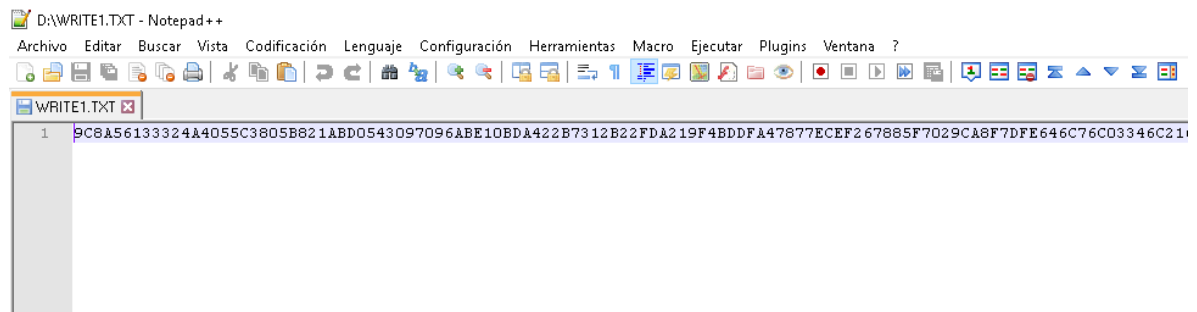 D:\WRITE1.TXT - Notepad++
Archivo Editar Buscar Vista Codificación Lenguaje Configuración Herramientas Macro Ejecutar Plugins Ventana ?
WRITE1.TXT
1 9C8A56133324A4055C3805B821ABD0543097096ABE10BDA422B7312B22FDA219F4BDDFA47877ECEF267885F7029CA8F7DFE646C76C03346C21